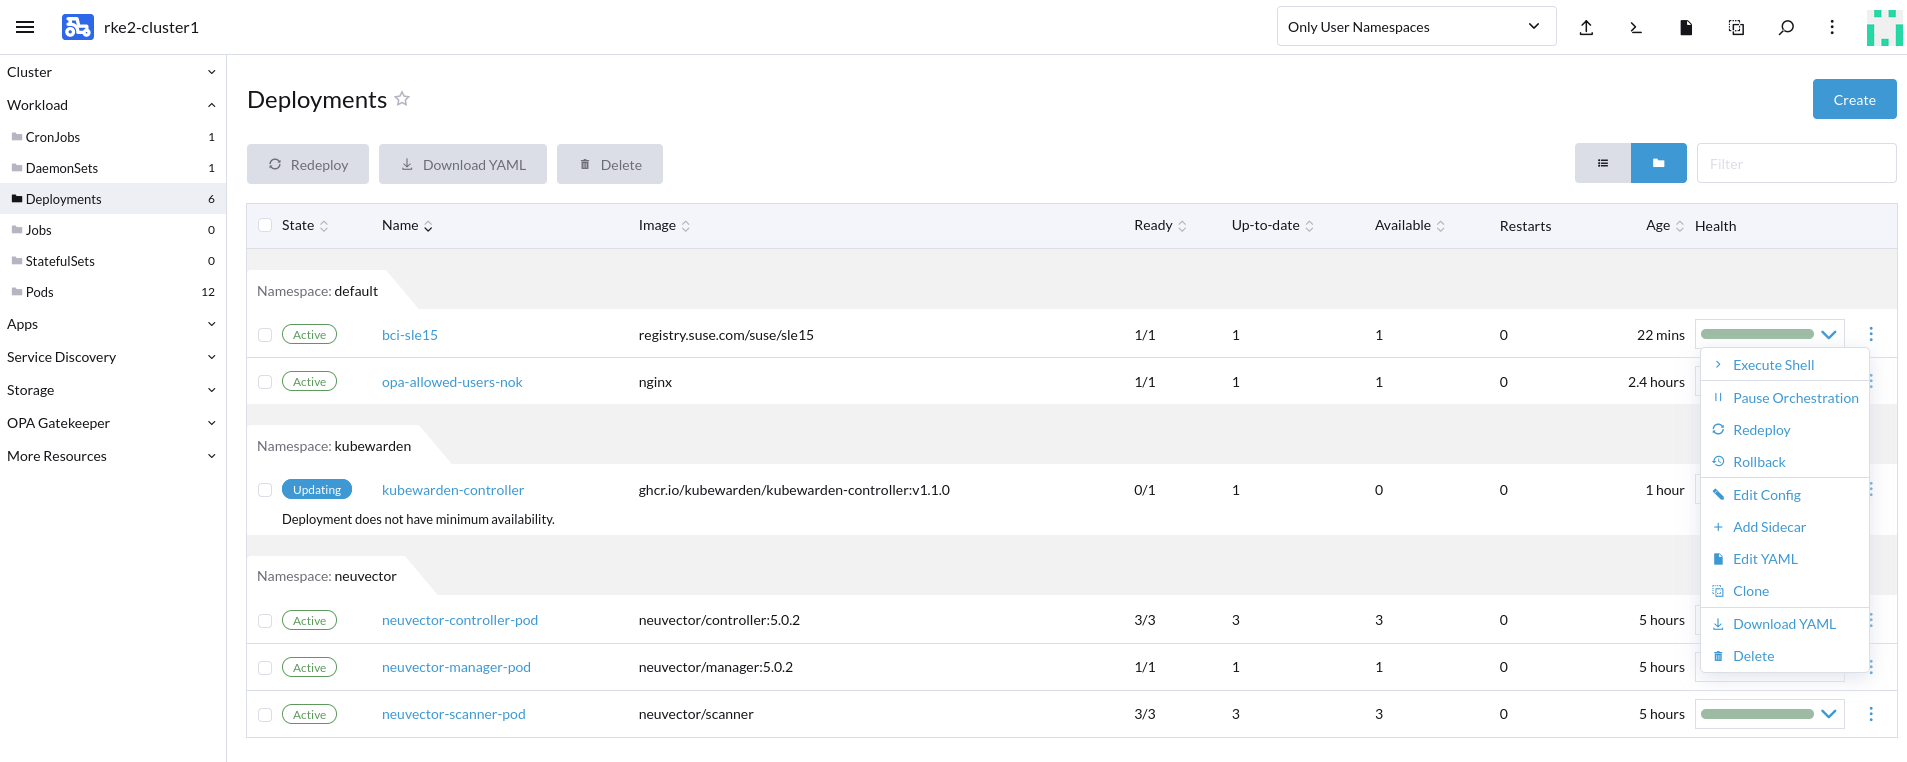 rke2-cluster1
Only User Namespaces
Cluster
Workload
CronJobs 1
DaemonSets 1
Deployments 6
Jobs 0
StatefulSets 0
Pods 12
Apps
Service Discovery
Storage
OPA Gatekeeper
More Resources
Deployments
Create
Redeploy Download YAML Delete
Filter
State Name Image Ready Up-to-date Available Restarts Age Health
Namespace: default
Active bci-sle15 registry.suse.com/suse/sle15 1/1 1 1 0 22 mins
Active opa-allowed-users-nok nginx 1/1 1 1 0 2.4 hours
Namespace: kubewarden
Updating kubewarden-controller ghcr.io/kubewarden/kubewarden-controller:v1.1.0 0/1 1 0 0 1 hour
Deployment does not have minimum availability.
Namespace: neuvector
Active neuvector-controller-pod neuvector/controller:5.0.2 3/3 3 3 0 5 hours
Active neuvector-manager-pod neuvector/manager:5.0.2 1/1 1 1 0 5 hours
Active neuvector-scanner-pod neuvector/scanner 3/3 3 3 0 5 hours
Execute Shell
Pause Orchestration
Redeploy
Rollback
Edit Config
Add Sidecar
Edit YAML
Clone
Download YAML
Delete